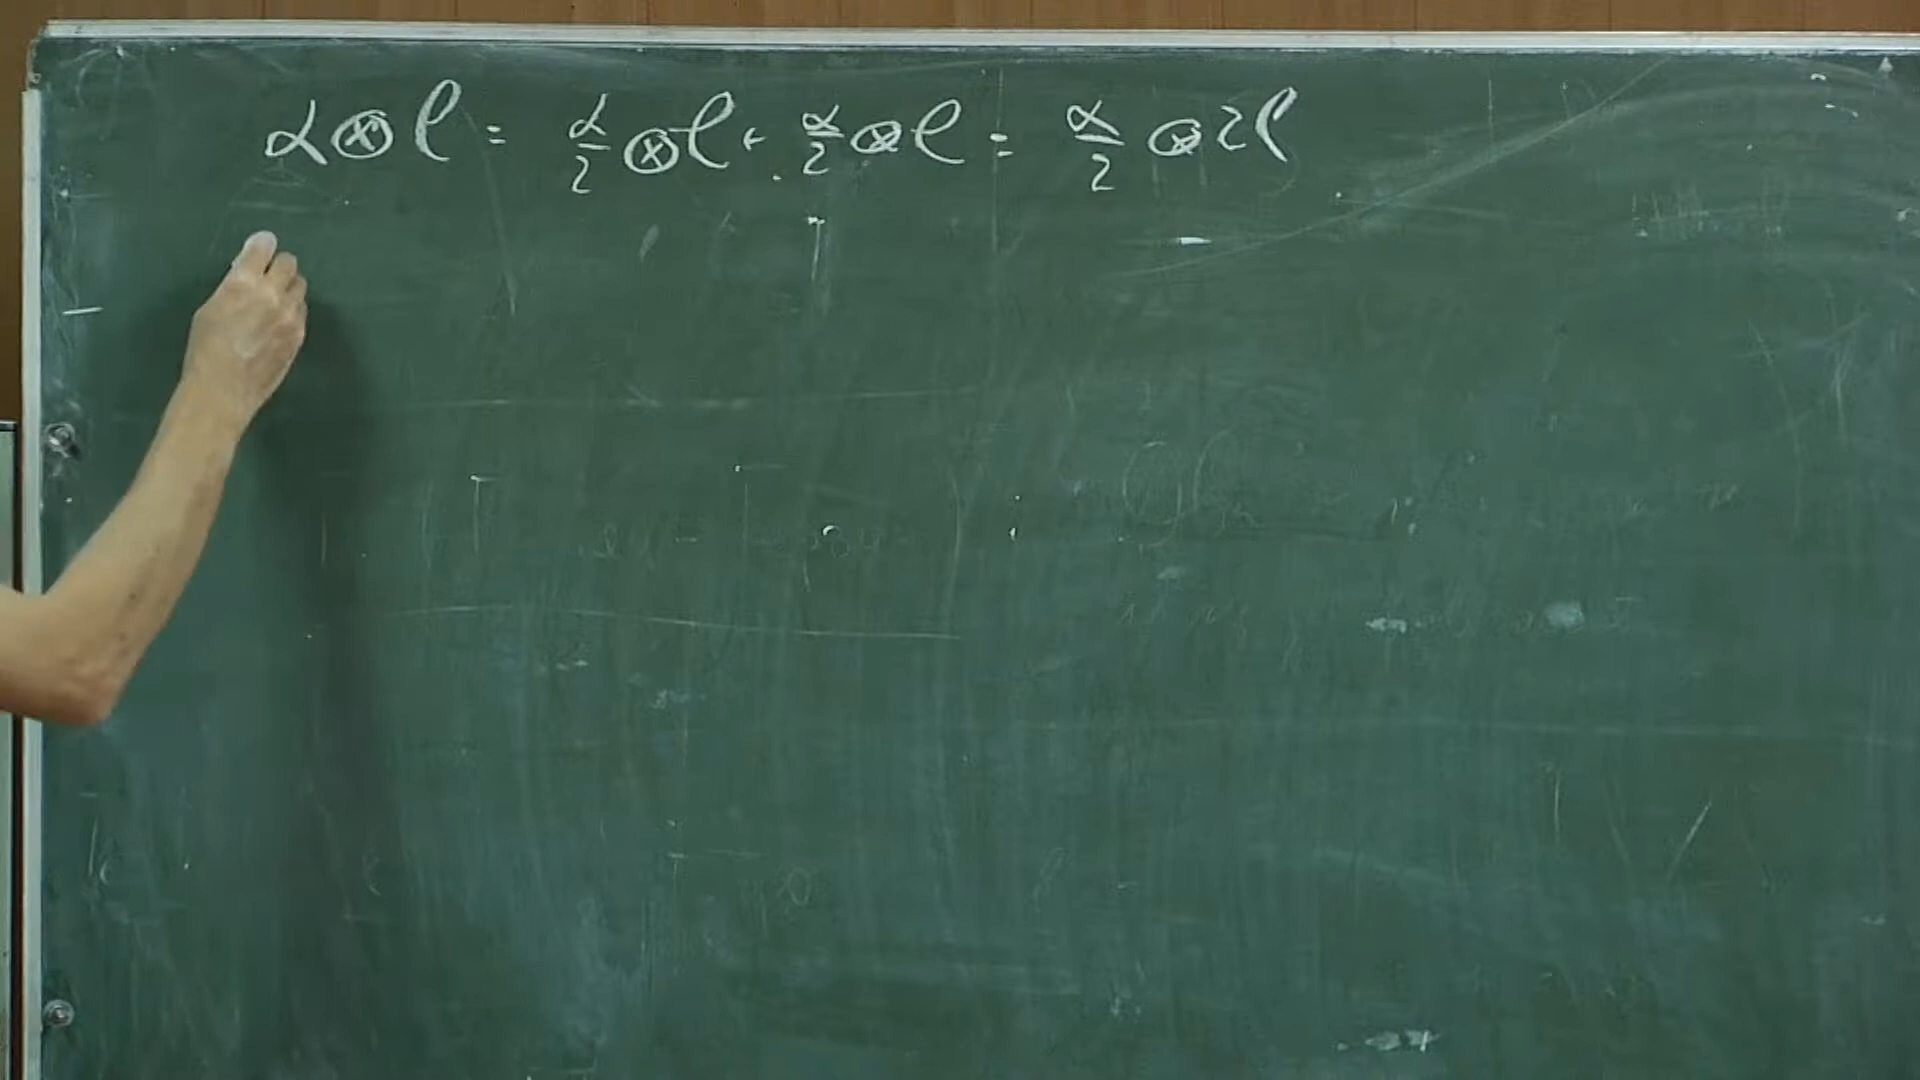 α ⊗ l = α/2 ⊗ l + α/2 ⊗ l = α/2 ⊗ 2l